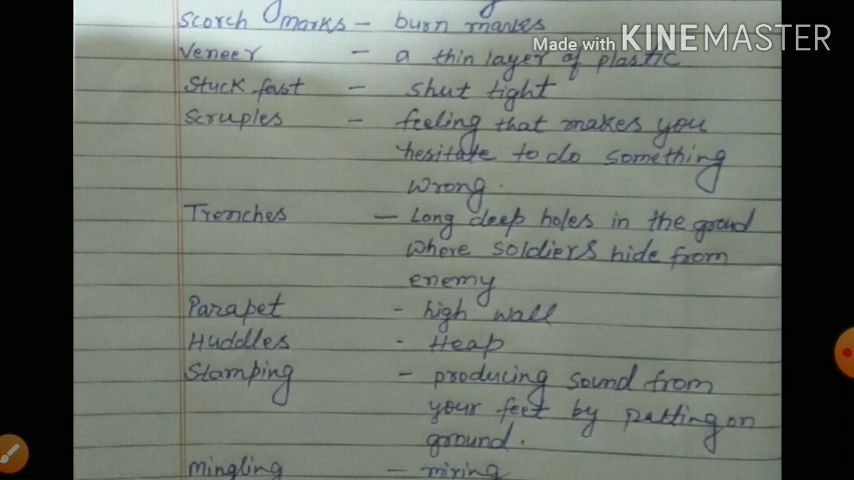 Scorch marks - burn marks
Made with KINEMASTER
Veneer - a thin layer of plastic
Stuck fast - shut tight
Scruples - feeling that makes you
hesitate to do something
wrong.
Trenches - Long deep holes in the groud
where soldiers hide from
enemy
Parapet - high wall
Huddles - Heap
Stamping - producing sound from
your feet by patting on
ground.
Mingling - mixing